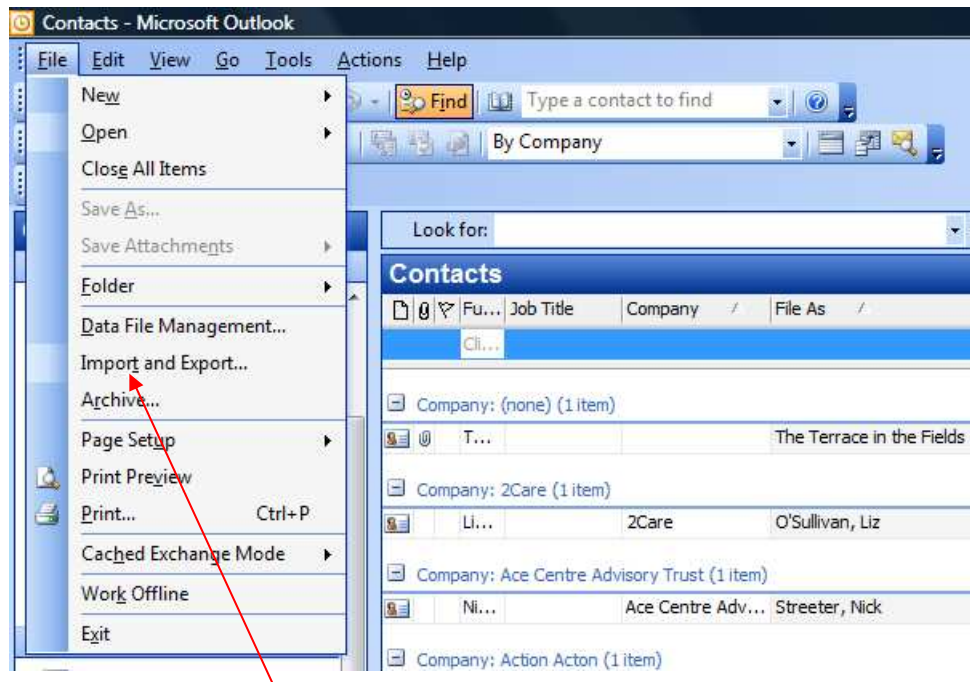 Contacts - Microsoft Outlook
File Edit View Go Tools Actions Help
New
Open
Close All Items
Save As...
Save Attachments
Folder
Data File Management...
Import and Export...
Archive...
Page Setup
Print Preview
Print... Ctrl+P
Cached Exchange Mode
Work Offline
Exit
Find Type a contact to find
By Company
Look for:
Contacts
Fu... Job Title Company File As
Cli...
Company: (none) (1 item)
T... The Terrace in the Fields
Company: 2Care (1 item)
Li... 2Care O'Sullivan, Liz
Company: Ace Centre Advisory Trust (1 item)
Ni... Ace Centre Adv... Streeter, Nick
Company: Action Acton (1 item)